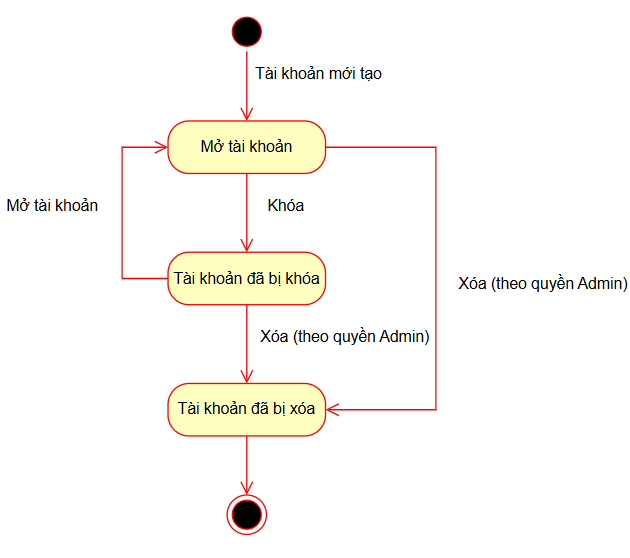 Tài khoản mới tạo
Mở tài khoản
Mở tài khoản
Khóa
Tài khoản đã bị khóa
Xóa (theo quyền Admin)
Xóa (theo quyền Admin)
Tài khoản đã bị xóa